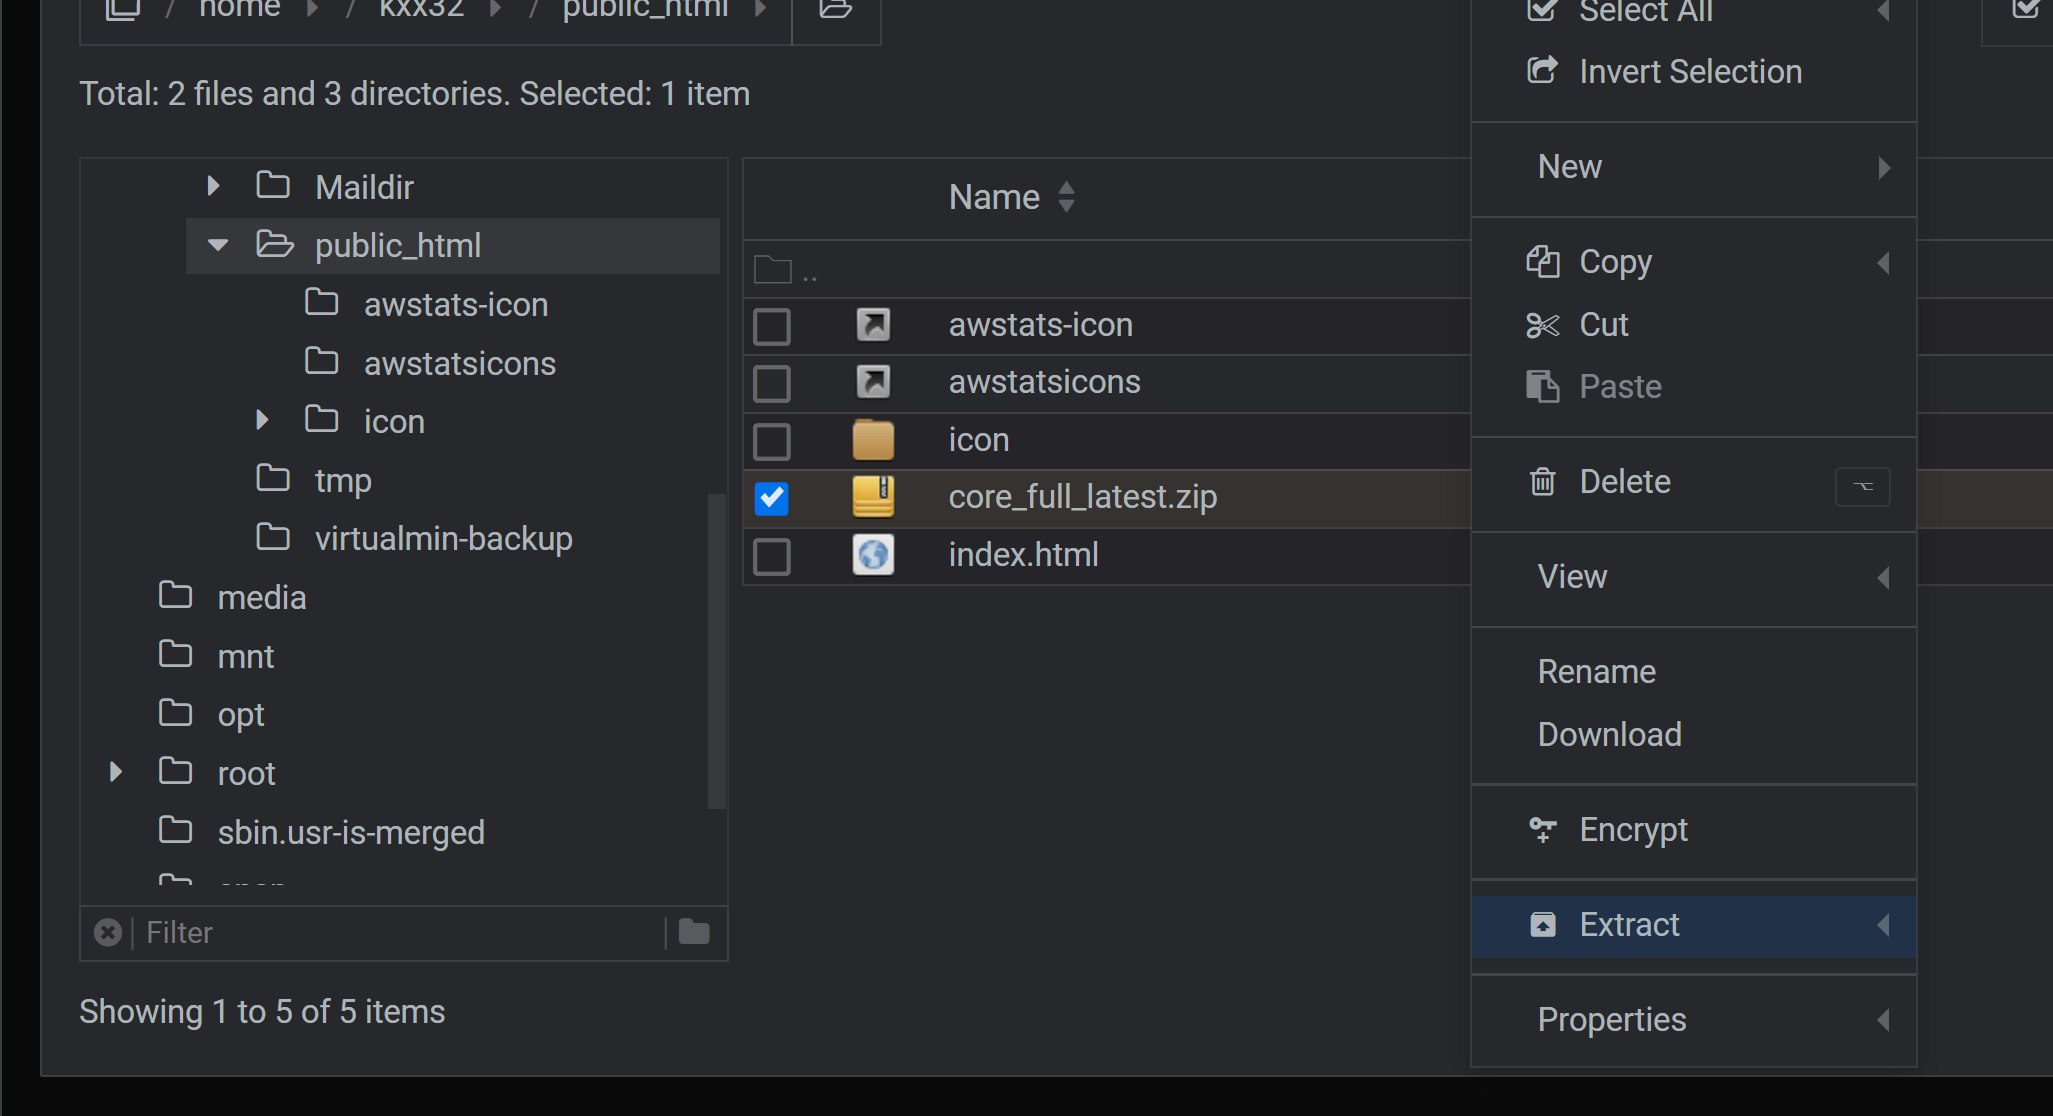 / home / kxx32 / public_html
Total: 2 files and 3 directories. Selected: 1 item
Maildir
public_html
awstats-icon
awstatsicons
icon
tmp
virtualmin-backup
media
mnt
opt
root
sbin.usr-is-merged
Filter
Showing 1 to 5 of 5 items
Name
..
awstats-icon
awstatsicons
icon
core_full_latest.zip
index.html
Select All
Invert Selection
New
Copy
Cut
Paste
Delete ⌥
View
Rename
Download
Encrypt
Extract
Properties